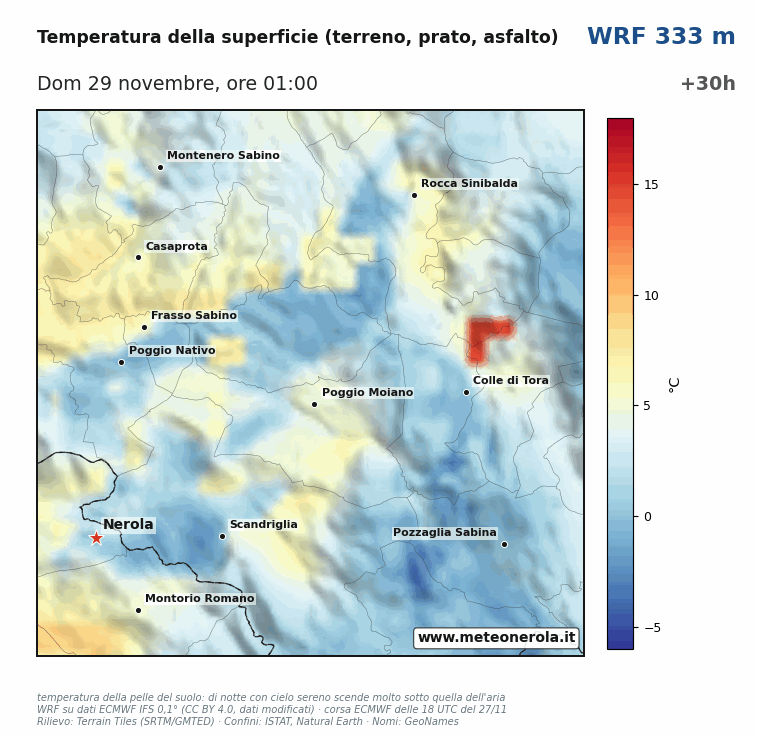 Temperatura della superficie (terreno, prato, asfalto) WRF 333 m
Dom 29 novembre, ore 01:00 +30h
Montenero Sabino
Rocca Sinibalda
Casaprota
Frasso Sabino
Poggio Nativo
Colle di Tora
Poggio Moiano
Nerola
Scandriglia
Pozzaglia Sabina
Montorio Romano
www.meteonerola.it
15
10
5
0
−5
°C
temperatura della pelle del suolo: di notte con cielo sereno scende molto sotto quella dell'aria
WRF su dati ECMWF IFS 0,1° (CC BY 4.0, dati modificati) · corsa ECMWF delle 18 UTC del 27/11
Rilievo: Terrain Tiles (SRTM/GMTED) · Confini: ISTAT, Natural Earth · Nomi: GeoNames